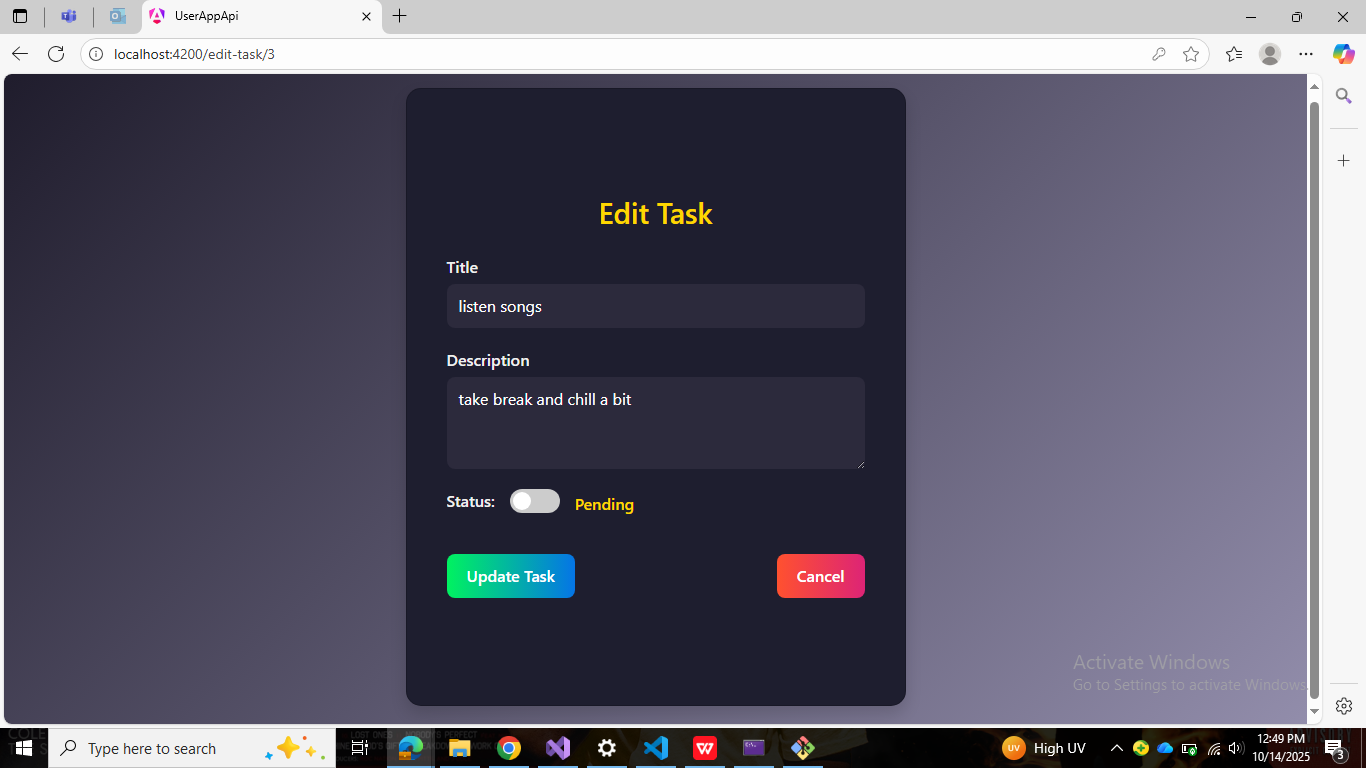 UserAppApi
localhost:4200/edit-task/3
Edit Task
Title
listen songs
Description
take break and chill a bit
Status:
Pending
Update Task
Cancel
Activate Windows
Go to Settings to activate Windows.
Type here to search
UV
High UV
12:49 PM
10/14/2025
3